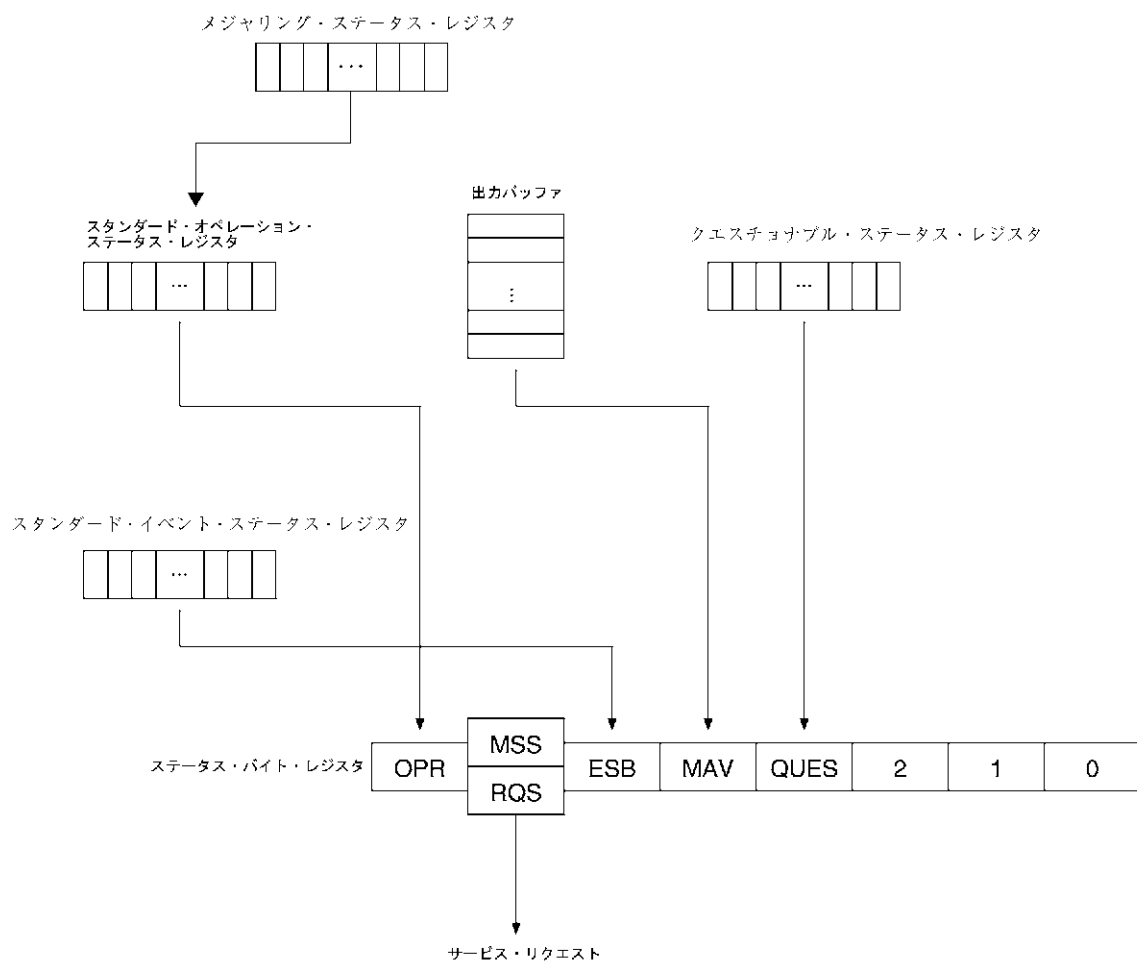 メジャリング・ステータス・レジスタ
...
出力バッファ
スタンダード・オペレーション・
ステータス・レジスタ
クエスチョナブル・ステータス・レジスタ
...
...
...
スタンダード・イベント・ステータス・レジスタ
...
ステータス・バイト・レジスタ
OPR
MSS
RQS
ESB
MAV
QUES
2
1
0
サービス・リクエスト